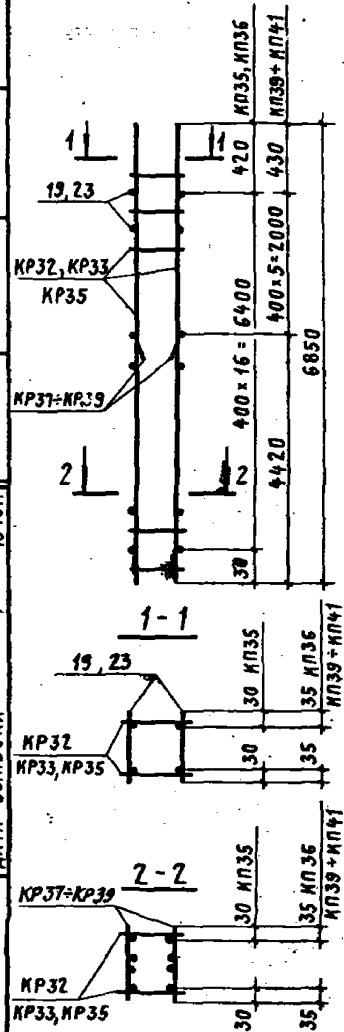 КП35, КП36
КП39÷КП41
1
1
420
430
19, 23
КР32, КР33
КР35
400 x 16 = 6400
400 x 5 = 2000
6850
КР37÷КР39
2
2
4420
30
1-1
19, 23
КР32
КР33, КР35
30 КП35
35 КП36
КП39÷КП41
30
35
2-2
КР37÷КР39
КР32
КР33, КР35
30 КП35
35 КП36
КП39÷КП41
30
35